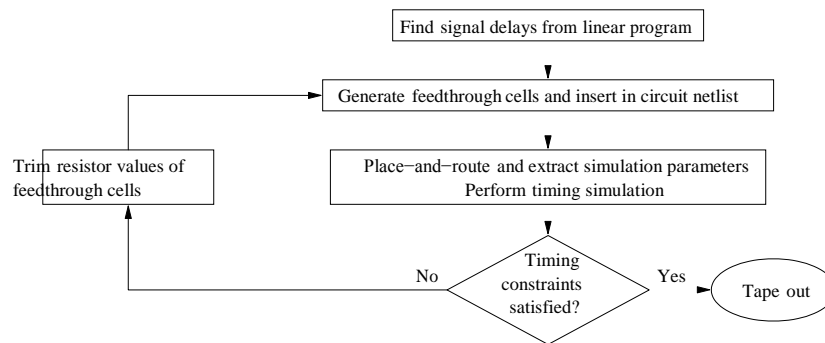 Find signal delays from linear program
Generate feedthrough cells and insert in circuit netlist
Trim resistor values of
feedthrough cells
Place−and−route and extract simulation parameters
Perform timing simulation
No
Timing
constraints
satisfied?
Yes
Tape out